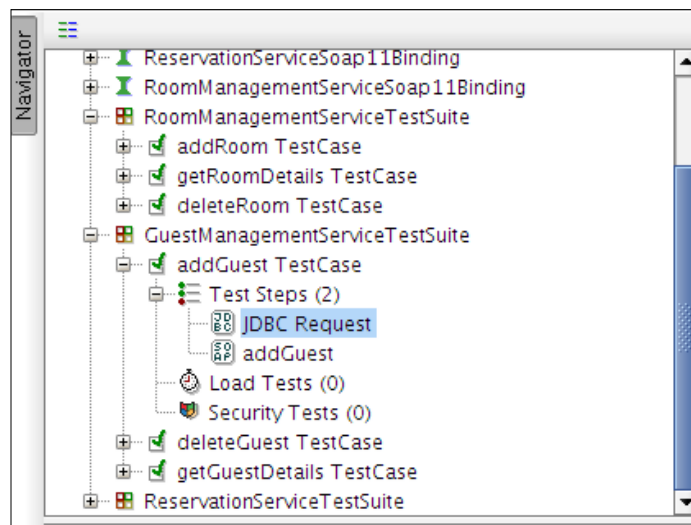 Navigator
ReservationServiceSoap11Binding
RoomManagementServiceSoap11Binding
RoomManagementServiceTestSuite
addRoom TestCase
getRoomDetails TestCase
deleteRoom TestCase
GuestManagementServiceTestSuite
addGuest TestCase
Test Steps (2)
JDBC Request
addGuest
Load Tests (0)
Security Tests (0)
deleteGuest TestCase
getGuestDetails TestCase
ReservationServiceTestSuite